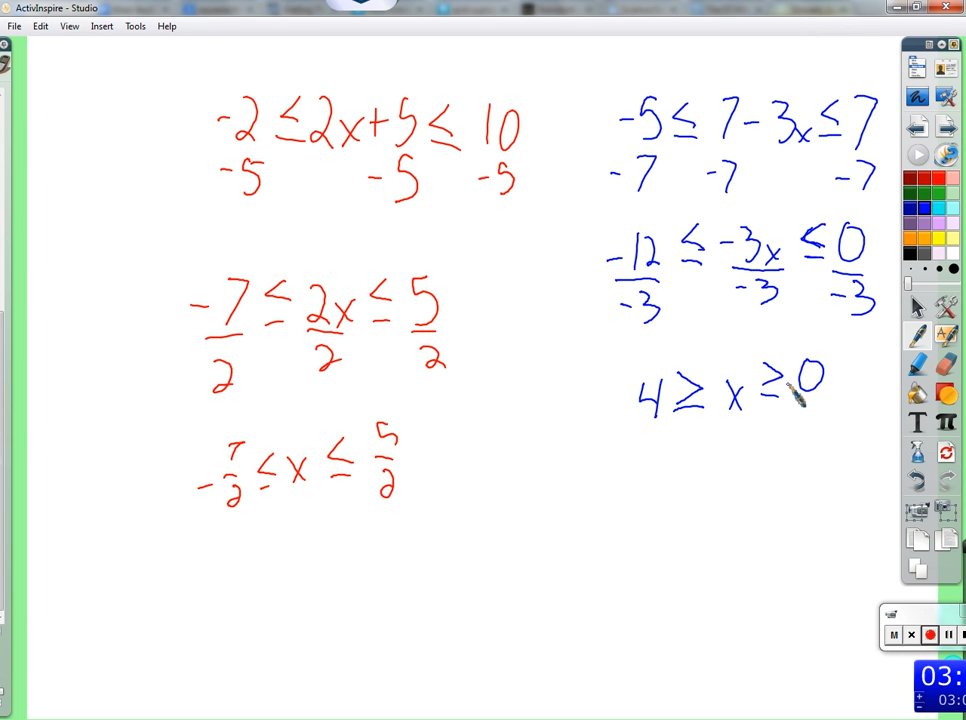 ActivInspire - Studio
File Edit View Insert Tools Help
-2 ≤ 2x + 5 ≤ 10
-5 -5 -5
-7 ≤ 2x ≤ 5
2 2 2
-7/2 ≤ x ≤ 5/2
-5 ≤ 7 - 3x ≤ 7
-7 -7 -7
-12 ≤ -3x ≤ 0
-3 -3 -3
4 ≥ x ≥ 0
T π
M
03:
03:0